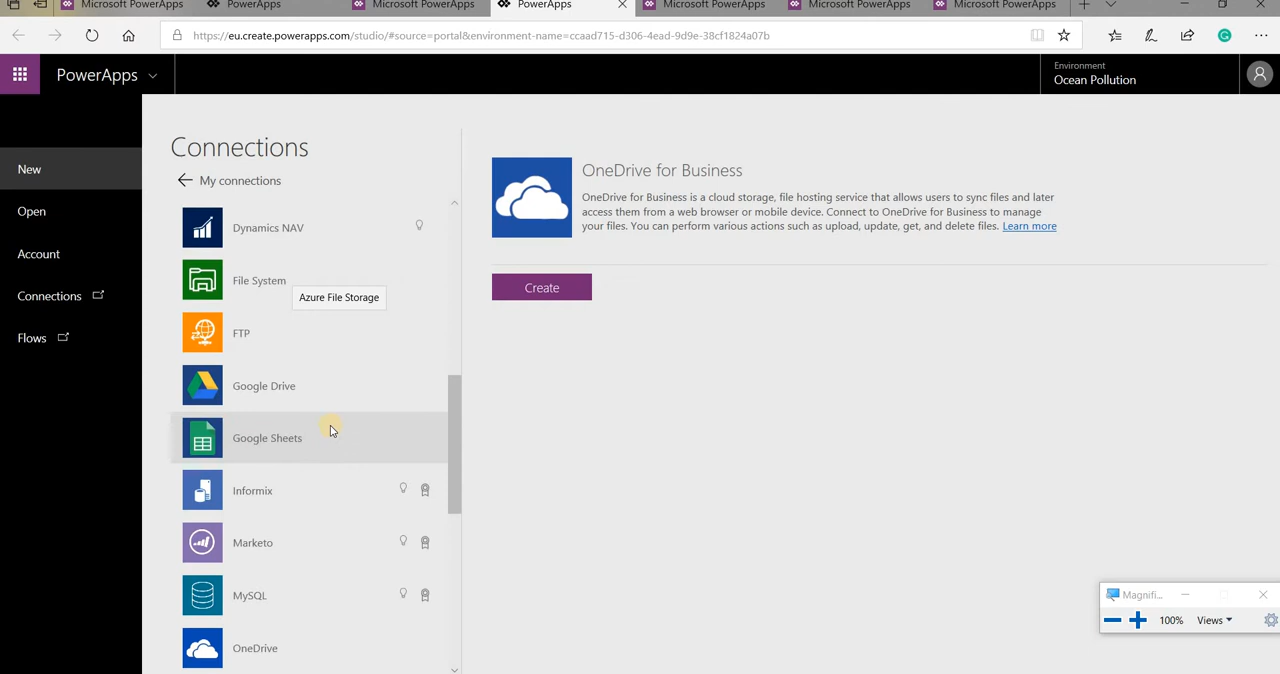 Microsoft PowerApps
PowerApps
Microsoft PowerApps
PowerApps
Microsoft PowerApps
Microsoft PowerApps
Microsoft PowerApps
https://eu.create.powerapps.com/studio/#source=portal&environment-name=ccaad715-d306-4ead-9d9e-38cf1824a07b
PowerApps
Environment
Ocean Pollution
New
Open
Account
Connections
Flows
Connections
My connections
Dynamics NAV
File System
Azure File Storage
FTP
Google Drive
Google Sheets
Informix
Marketo
MySQL
OneDrive
OneDrive for Business
OneDrive for Business is a cloud storage, file hosting service that allows users to sync files and later
access them from a web browser or mobile device. Connect to OneDrive for Business to manage
your files. You can perform various actions such as upload, update, get, and delete files. Learn more
Create
Magnifi...
100% Views